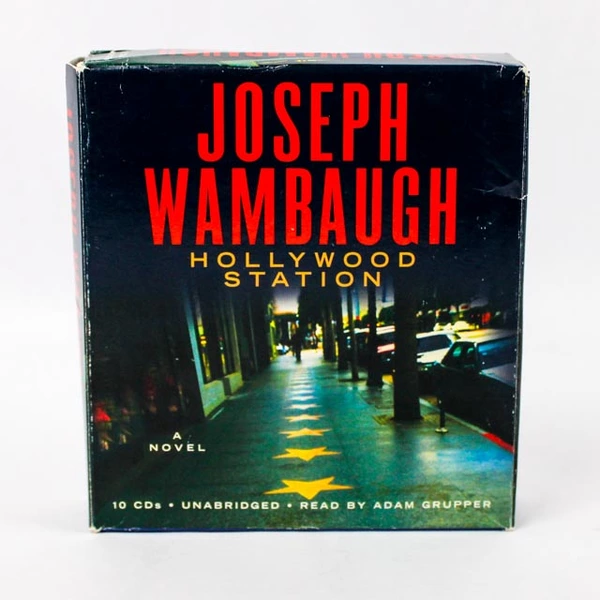 JOSEPH
WAMBAUGH
HOLLYWOOD
STATION
A
NOVEL
10 CDs • UNABRIDGED • READ BY ADAM GRUPPER